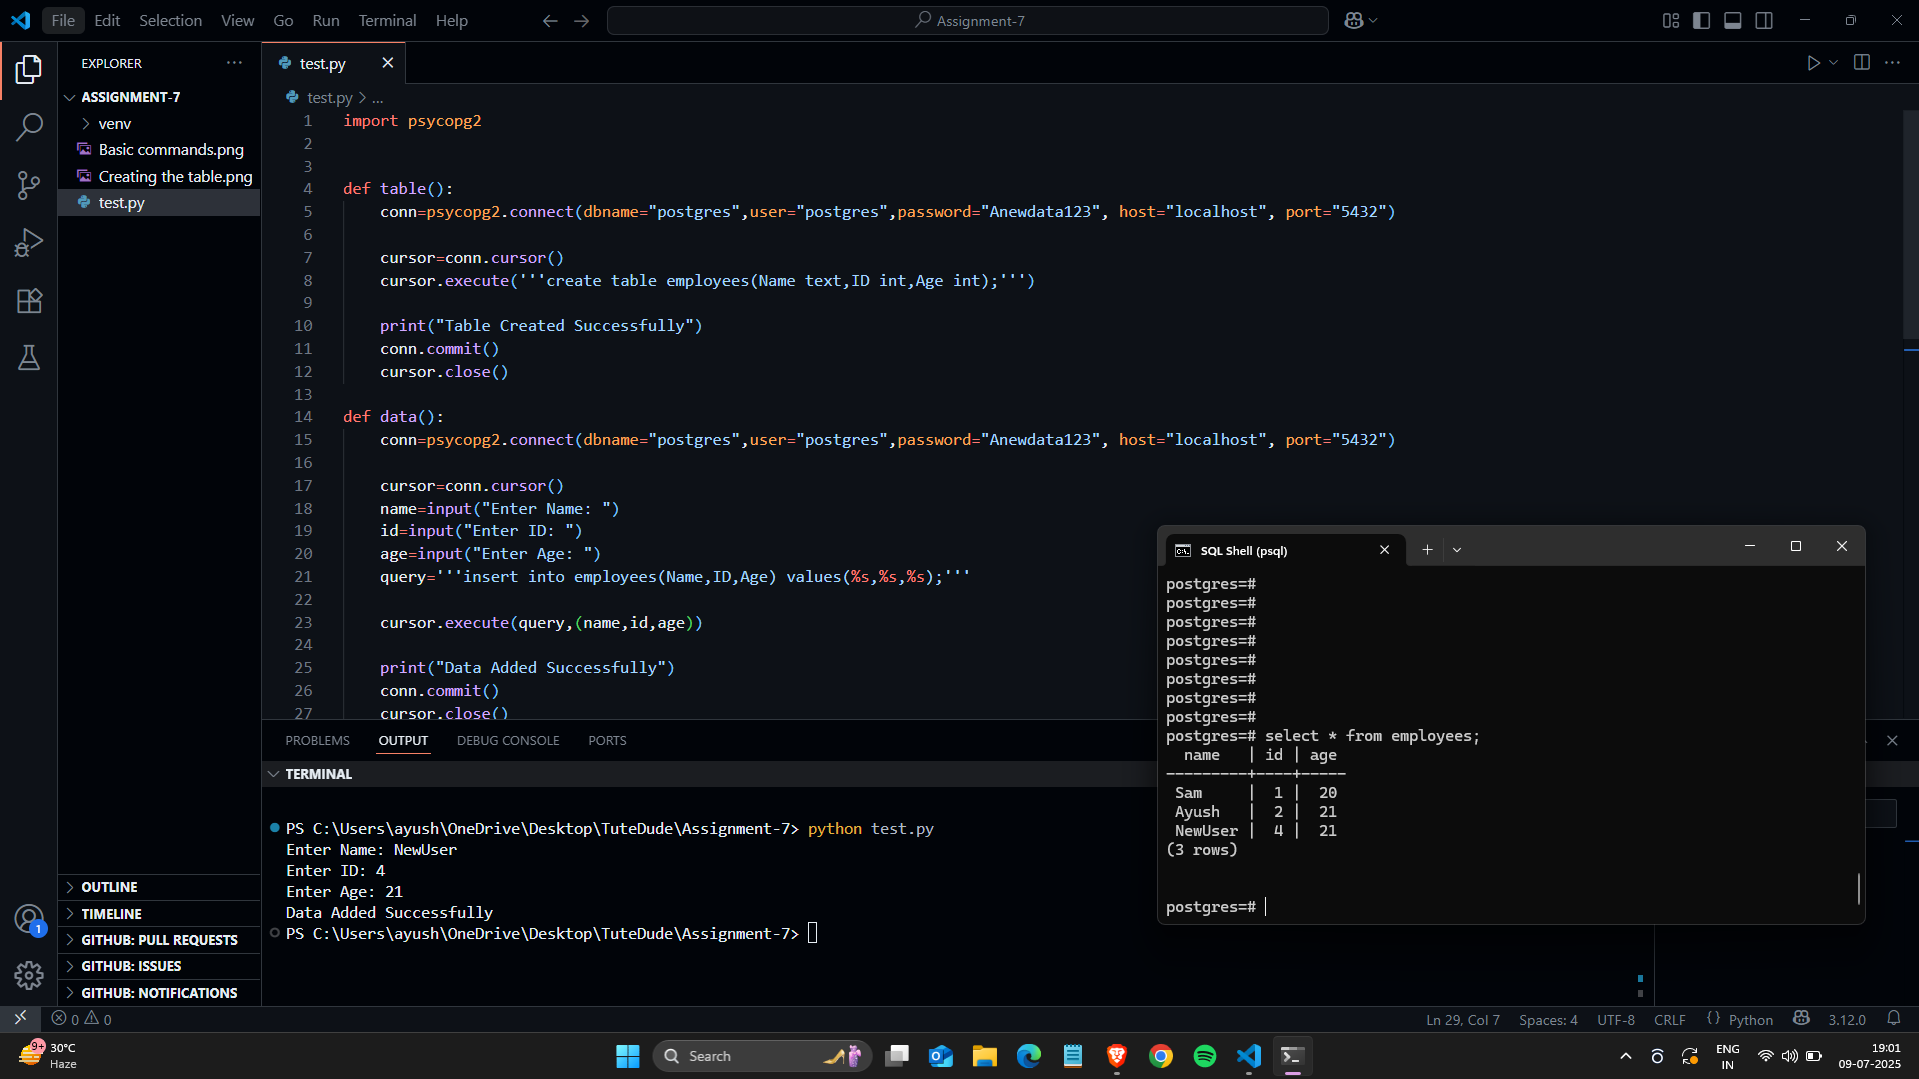 File Edit Selection View Go Run Terminal Help
Assignment-7
EXPLORER
ASSIGNMENT-7
venv
Basic commands.png
Creating the table.png
test.py
OUTLINE
TIMELINE
GITHUB: PULL REQUESTS
GITHUB: ISSUES
GITHUB: NOTIFICATIONS
test.py
test.py > ...
1 import psycopg2
2
3
4 def table():
5 conn=psycopg2.connect(dbname="postgres",user="postgres",password="Anewdata123", host="localhost", port="5432")
6
7 cursor=conn.cursor()
8 cursor.execute('''create table employees(Name text,ID int,Age int);''')
9
10 print("Table Created Successfully")
11 conn.commit()
12 cursor.close()
13
14 def data():
15 conn=psycopg2.connect(dbname="postgres",user="postgres",password="Anewdata123", host="localhost", port="5432")
16
17 cursor=conn.cursor()
18 name=input("Enter Name: ")
19 id=input("Enter ID: ")
20 age=input("Enter Age: ")
21 query='''insert into employees(Name,ID,Age) values(%s,%s,%s);'''
22
23 cursor.execute(query,(name,id,age))
24
25 print("Data Added Successfully")
26 conn.commit()
27 cursor.close()
PROBLEMS OUTPUT DEBUG CONSOLE PORTS
TERMINAL
PS C:\Users\ayush\OneDrive\Desktop\TuteDude\Assignment-7> python test.py
Enter Name: NewUser
Enter ID: 4
Enter Age: 21
Data Added Successfully
PS C:\Users\ayush\OneDrive\Desktop\TuteDude\Assignment-7>
SQL Shell (psql)
postgres=#
postgres=#
postgres=#
postgres=#
postgres=#
postgres=#
postgres=#
postgres=#
postgres=# select * from employees;
name | id | age
---------+----+-----
Sam | 1 | 20
Ayush | 2 | 21
NewUser | 4 | 21
(3 rows)
postgres=#
1
0 0
Ln 29, Col 7 Spaces: 4 UTF-8 CRLF {} Python 3.12.0
9+
30°C
Haze
Search
ENG
IN
19:01
09-07-2025